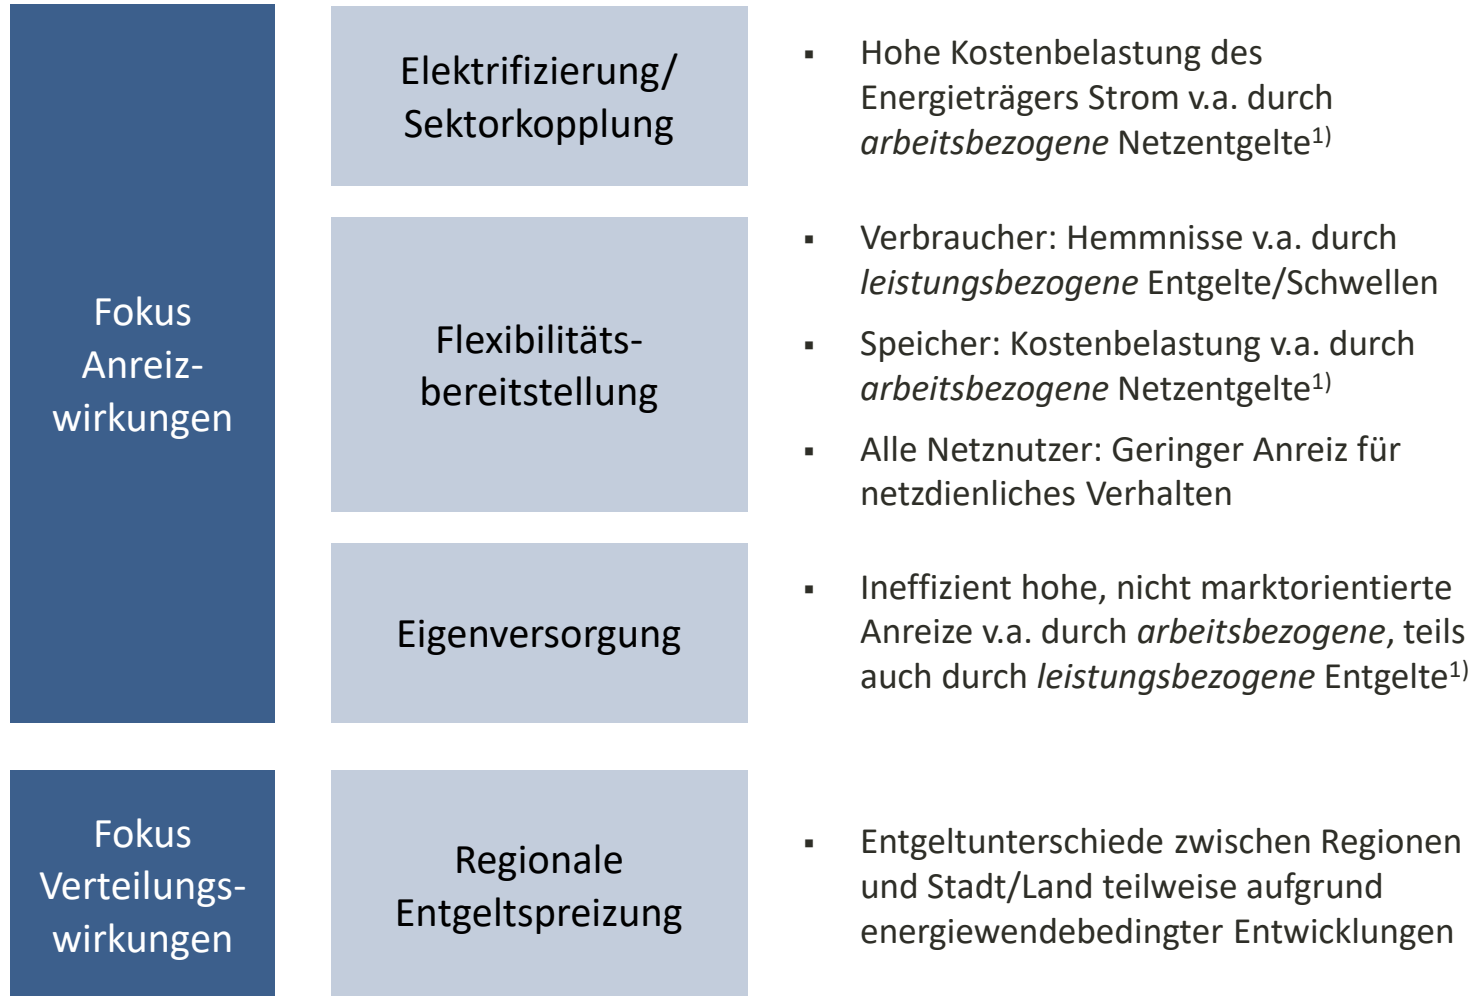 Fokus
Anreiz-
wirkungen
Elektrifizierung/
Sektorkopplung
▪ Hohe Kostenbelastung des
Energieträgers Strom v.a. durch
arbeitsbezogene Netzentgelte¹⁾
Flexibilitäts-
bereitstellung
▪ Verbraucher: Hemmnisse v.a. durch
leistungsbezogene Entgelte/Schwellen
▪ Speicher: Kostenbelastung v.a. durch
arbeitsbezogene Netzentgelte¹⁾
▪ Alle Netznutzer: Geringer Anreiz für
netzdienliches Verhalten
Eigenversorgung
▪ Ineffizient hohe, nicht marktorientierte
Anreize v.a. durch arbeitsbezogene, teils
auch durch leistungsbezogene Entgelte¹⁾
Fokus
Verteilungs-
wirkungen
Regionale
Entgeltspreizung
▪ Entgeltunterschiede zwischen Regionen
und Stadt/Land teilweise aufgrund
energiewendebedingter Entwicklungen